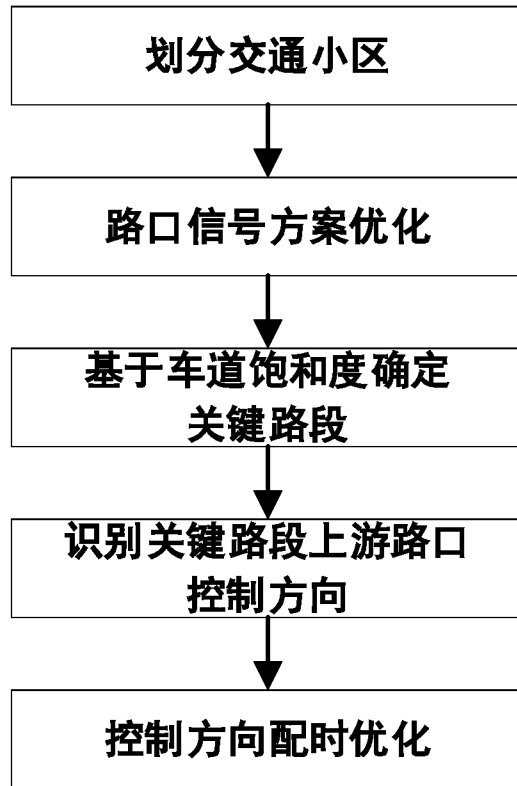 划分交通小区
路口信号方案优化
基于车道饱和度确定
关键路段
识别关键路段上游路口
控制方向
控制方向配时优化